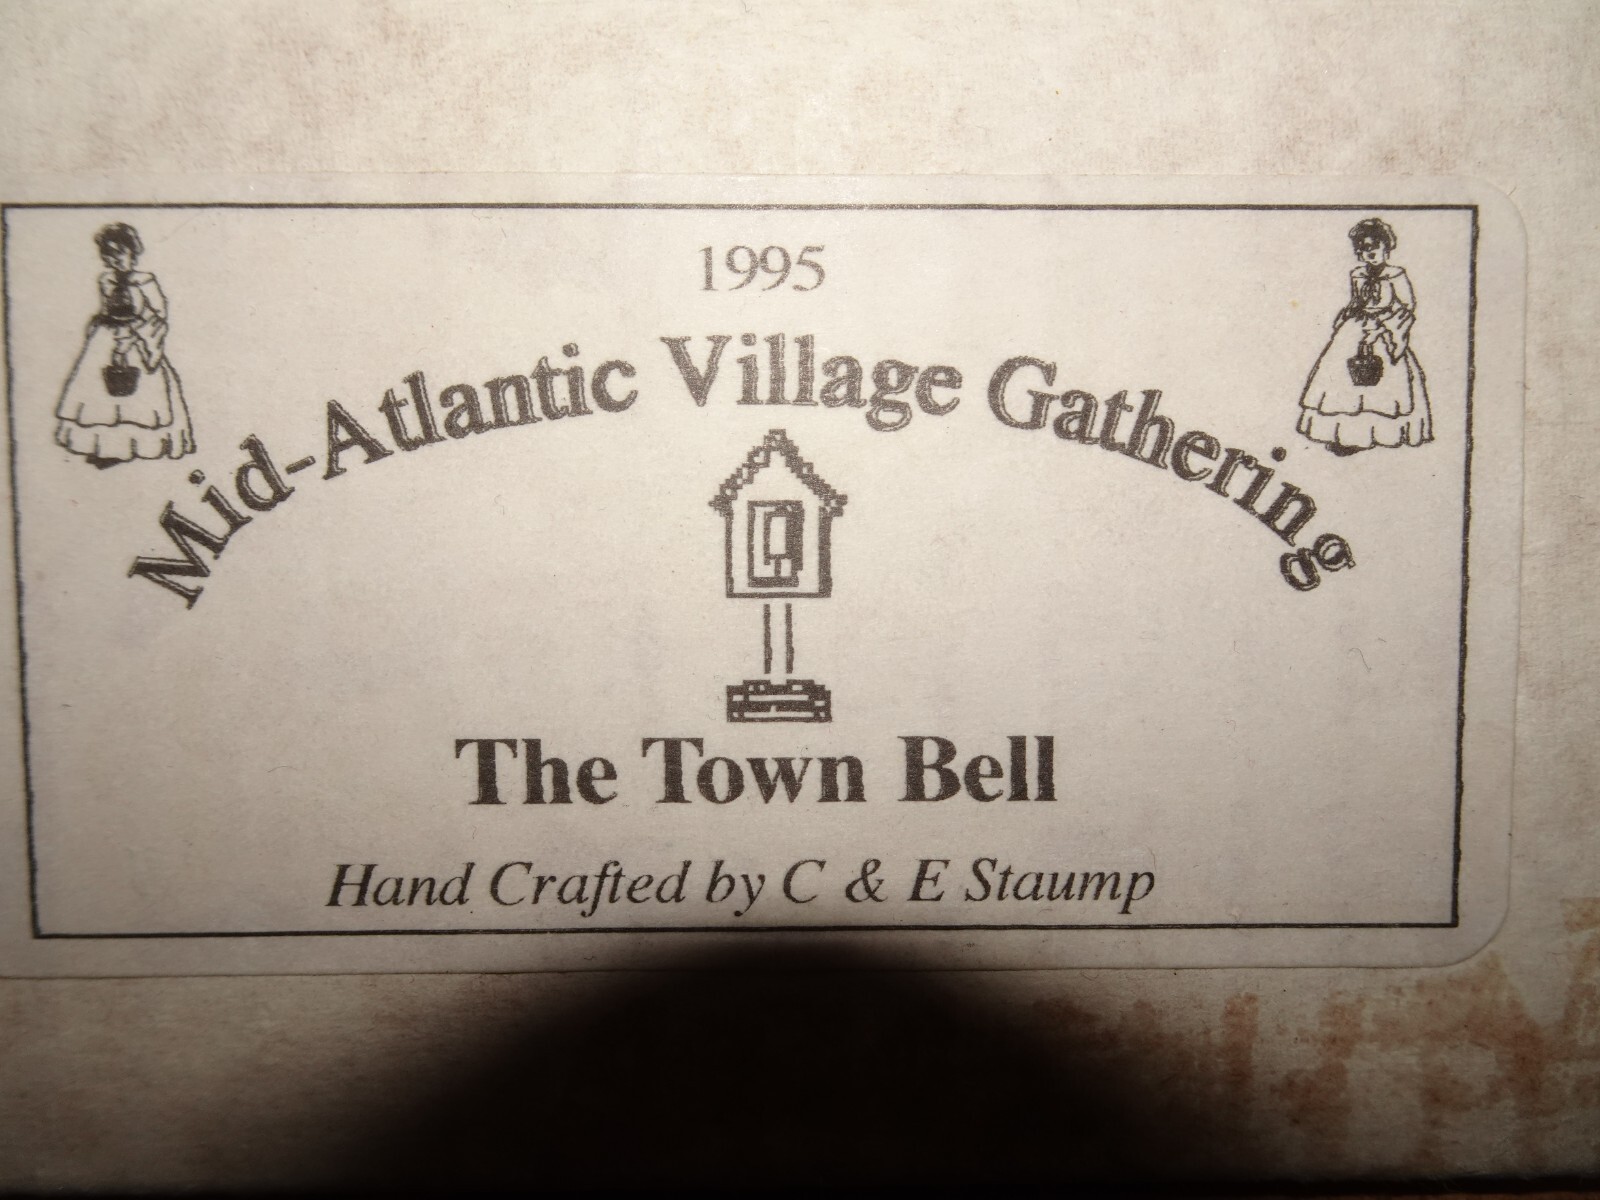 1995
Mid-Atlantic Village Gathering
The Town Bell
Hand Crafted by C & E Staump